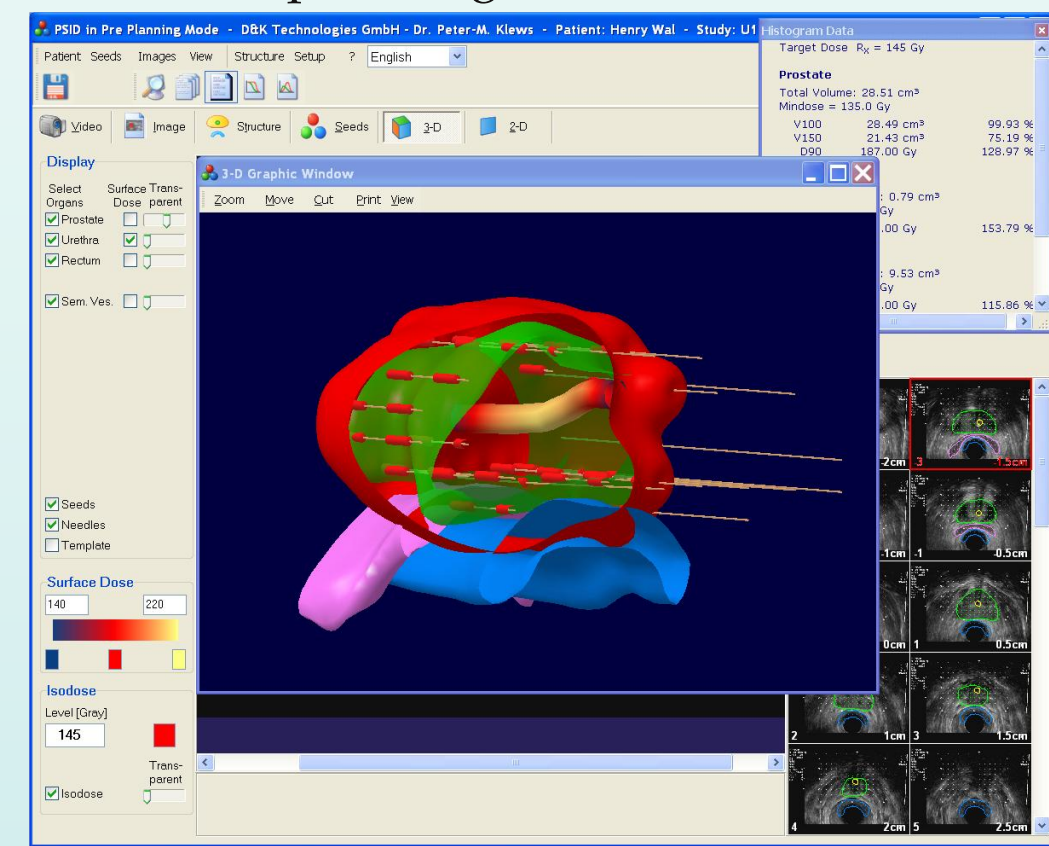 PSID in Pre Planning Mode - D&K Technologies GmbH - Dr. Peter-M. Klews - Patient: Henry Wal - Study: U1
Histogram Data
Patient Seeds Images View Structure Setup ? English
Target Dose Rx = 145 Gy
Prostate
Total Volume: 28.51 cm³
Mindose = 135.0 Gy
V100 28.49 cm³ 99.93 %
V150 21.43 cm³ 75.19 %
D90 187.00 Gy 128.97 %
: 0.79 cm³
Gy
.00 Gy 153.79 %
: 9.53 cm³
Gy
.00 Gy 115.86 %
Video Image Structure Seeds 3-D 2-D
Display
Select Organs
Surface Dose
Trans-
parent
Prostate
Urethra
Rectum
Sem. Ves.
Seeds
Needles
Template
Surface Dose
140 220
Isodose
Level [Gray]
145
Trans-
parent
Isodose
3-D Graphic Window
Zoom Move Cut Print View
-2cm -3 -1.5cm
-1cm -1 -0.5cm
0cm 1 0.5cm
2 1cm 3 1.5cm
4 2cm 5 2.5cm